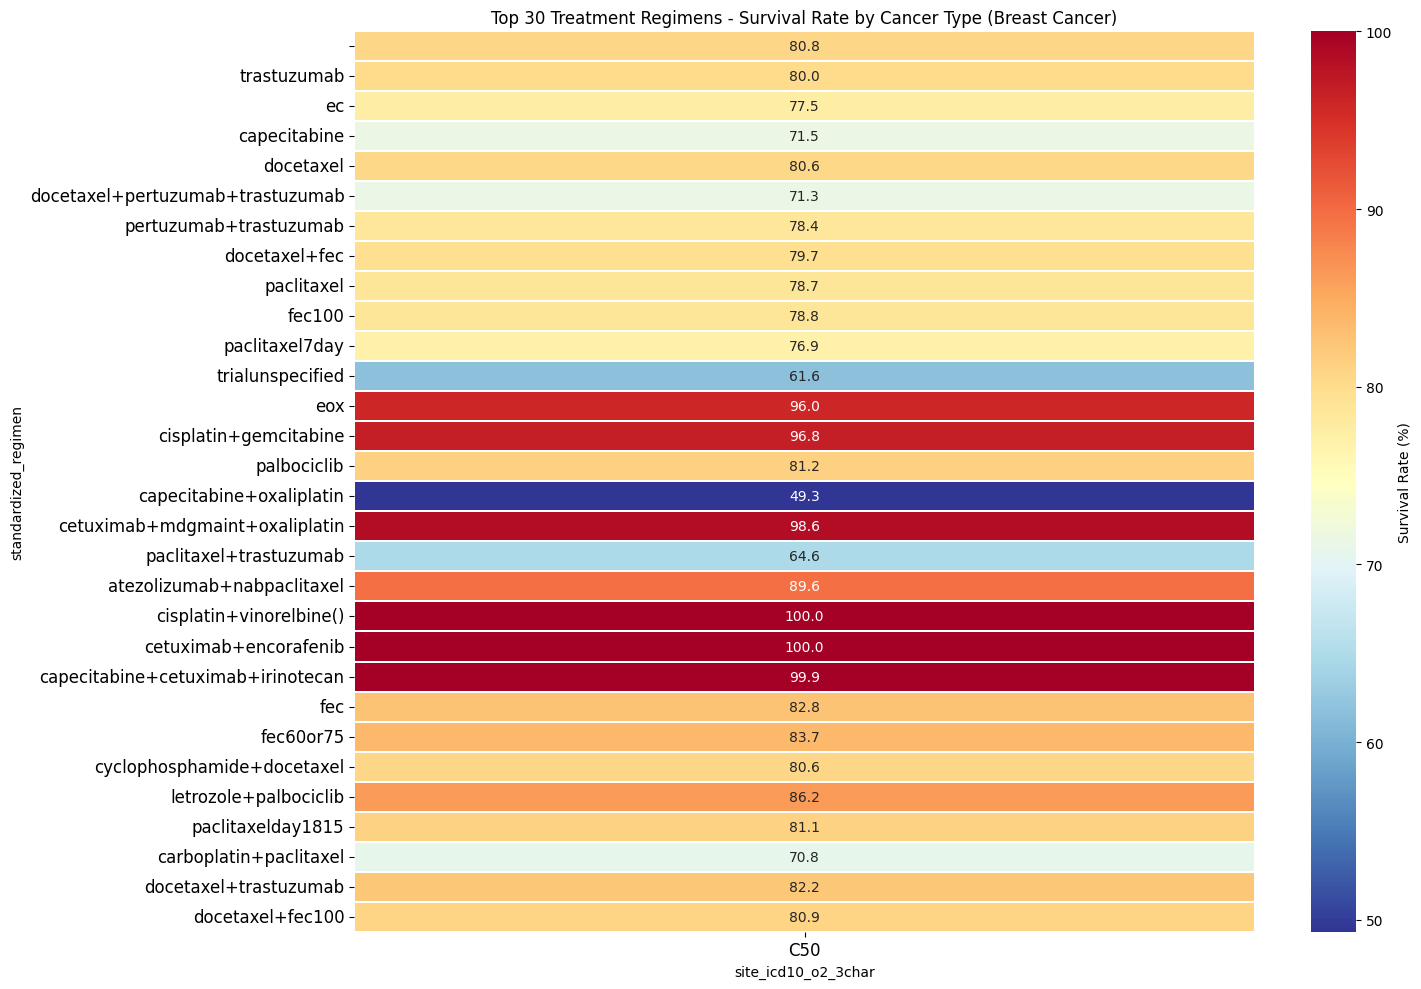 Top 30 Treatment Regimens - Survival Rate by Cancer Type (Breast Cancer)
80.8
trastuzumab 80.0
ec 77.5
capecitabine 71.5
docetaxel 80.6
docetaxel+pertuzumab+trastuzumab 71.3
pertuzumab+trastuzumab 78.4
docetaxel+fec 79.7
paclitaxel 78.7
fec100 78.8
paclitaxel7day 76.9
trialunspecified 61.6
eox 96.0
cisplatin+gemcitabine 96.8
palbociclib 81.2
capecitabine+oxaliplatin 49.3
cetuximab+mdgmaint+oxaliplatin 98.6
paclitaxel+trastuzumab 64.6
atezolizumab+nabpaclitaxel 89.6
cisplatin+vinorelbine() 100.0
cetuximab+encorafenib 100.0
capecitabine+cetuximab+irinotecan 99.9
fec 82.8
fec60or75 83.7
cyclophosphamide+docetaxel 80.6
letrozole+palbociclib 86.2
paclitaxelday1815 81.1
carboplatin+paclitaxel 70.8
docetaxel+trastuzumab 82.2
docetaxel+fec100 80.9
C50
site_icd10_o2_3char
standardized_regimen
100
90
80
70
60
50
Survival Rate (%)